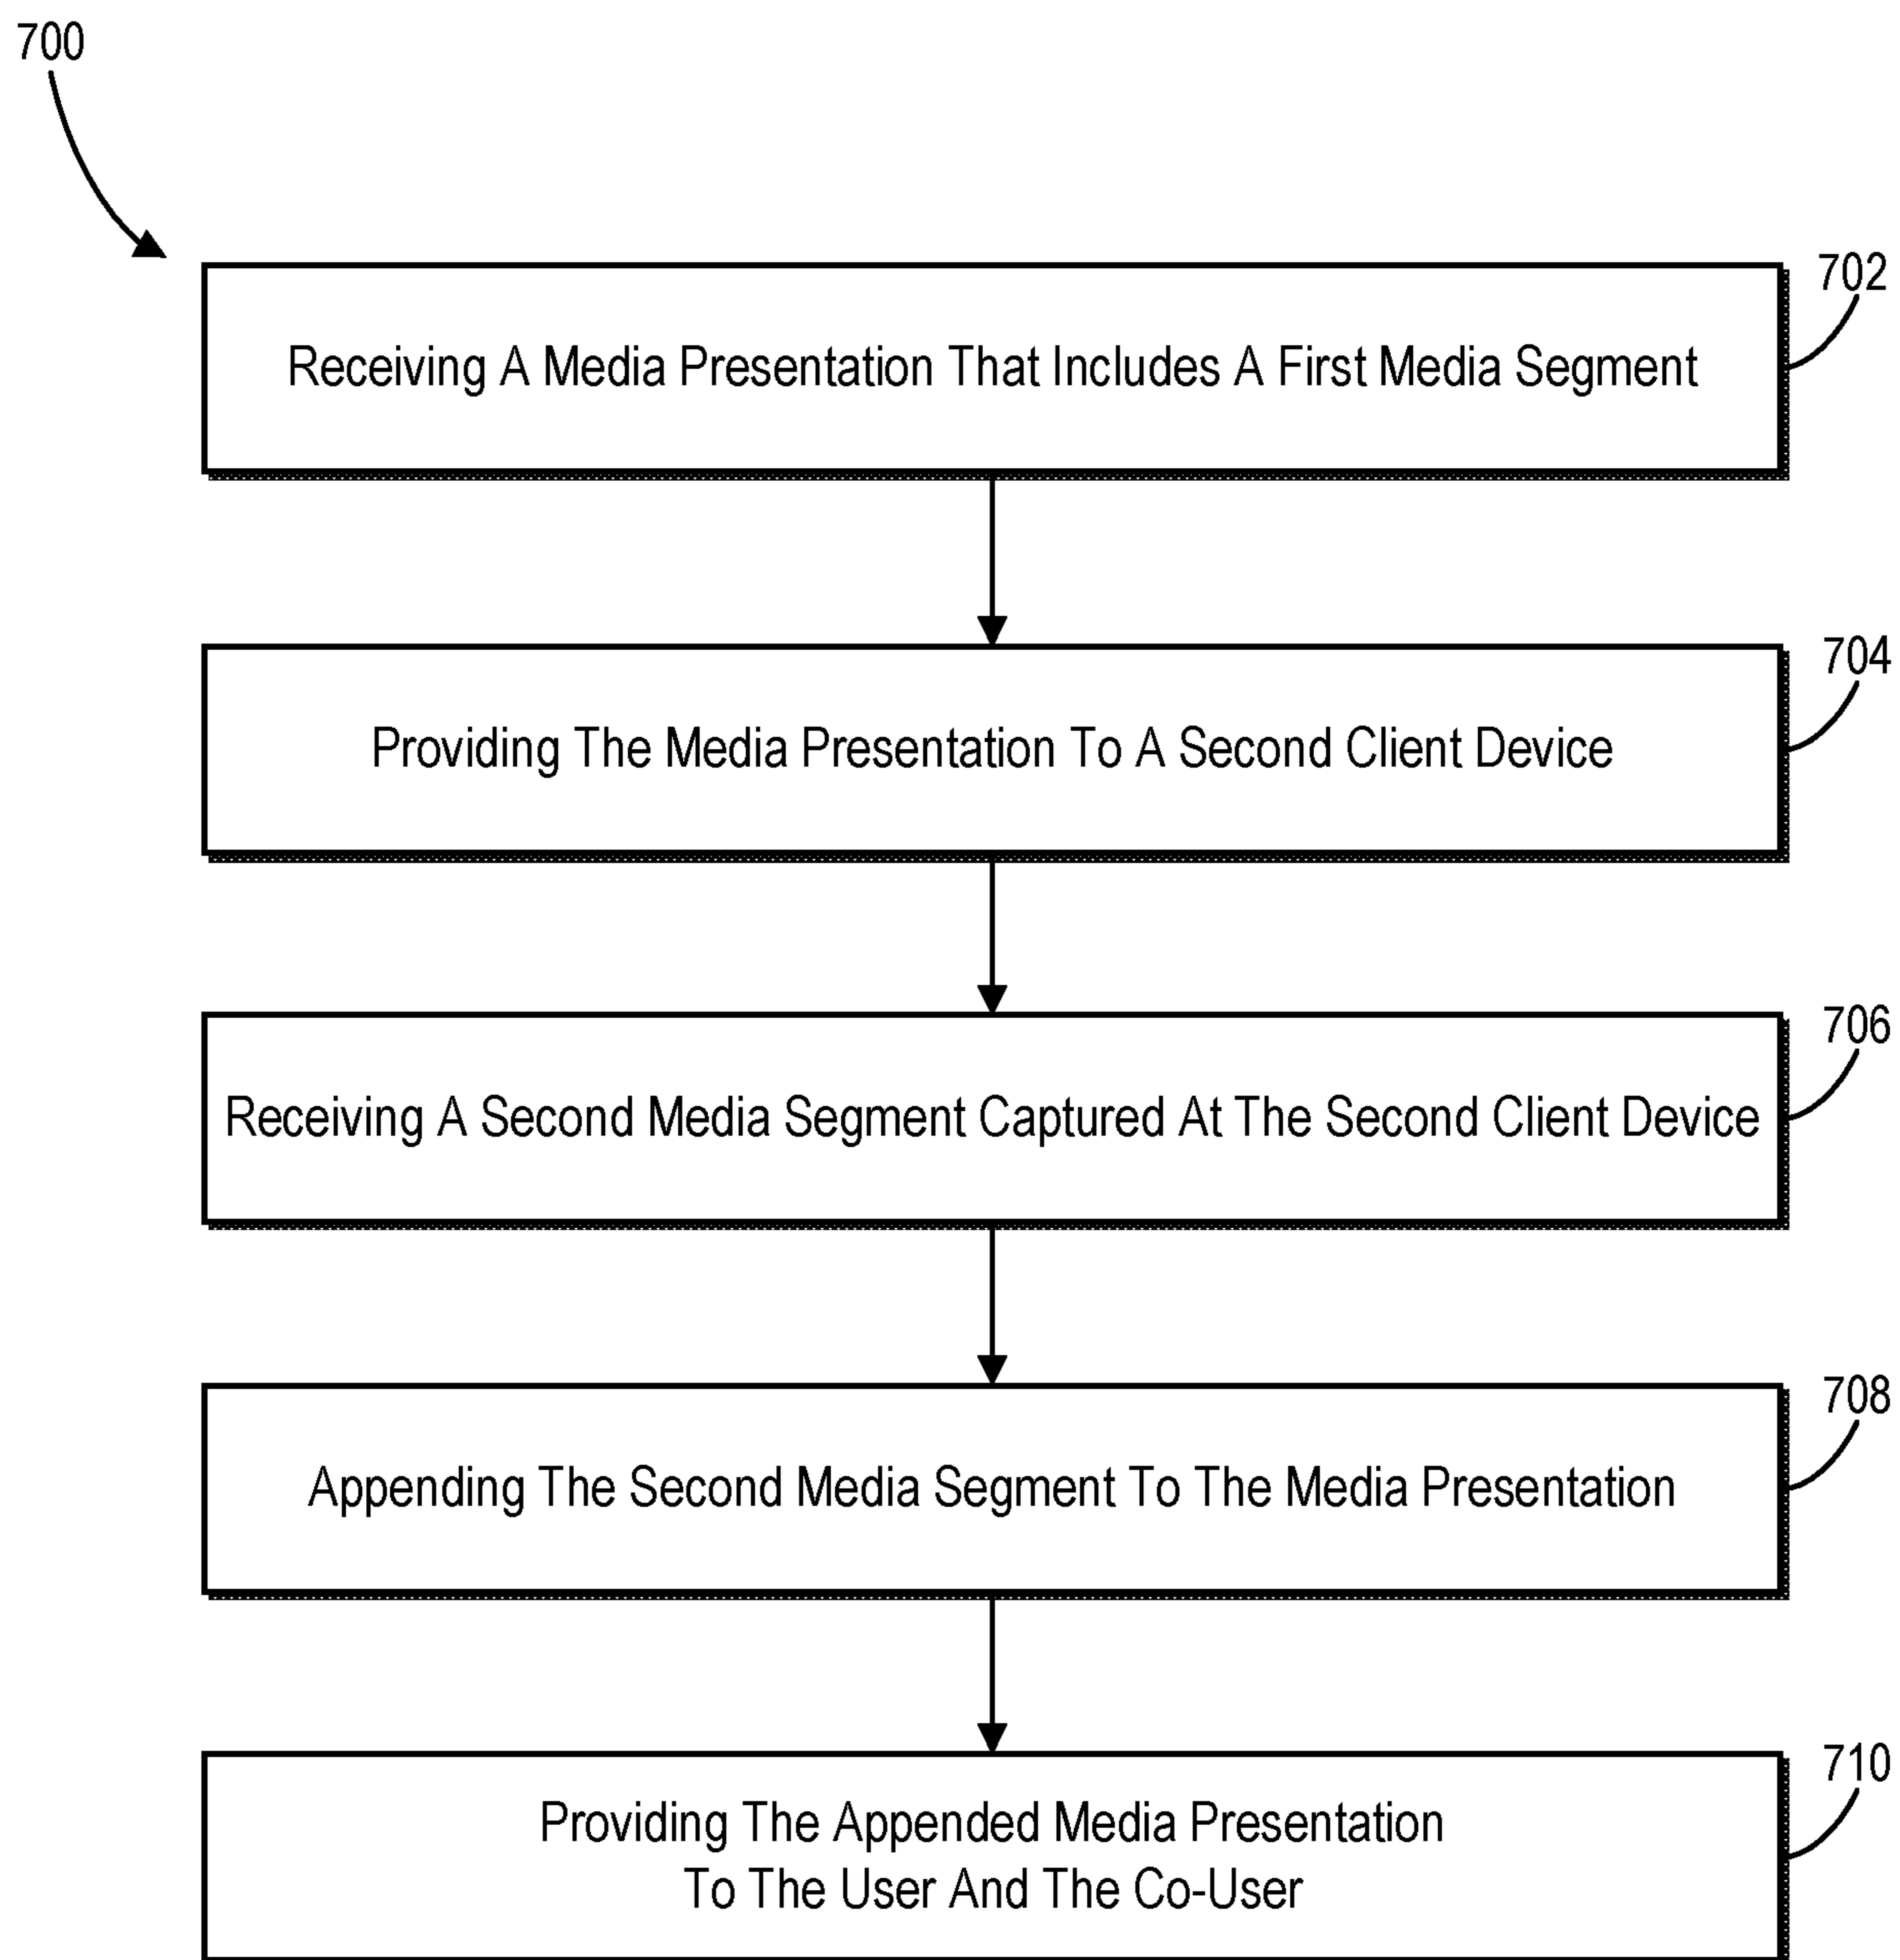 700
702
Receiving A Media Presentation That Includes A First Media Segment
704
Providing The Media Presentation To A Second Client Device
706
Receiving A Second Media Segment Captured At The Second Client Device
708
Appending The Second Media Segment To The Media Presentation
710
Providing The Appended Media Presentation
To The User And The Co-User